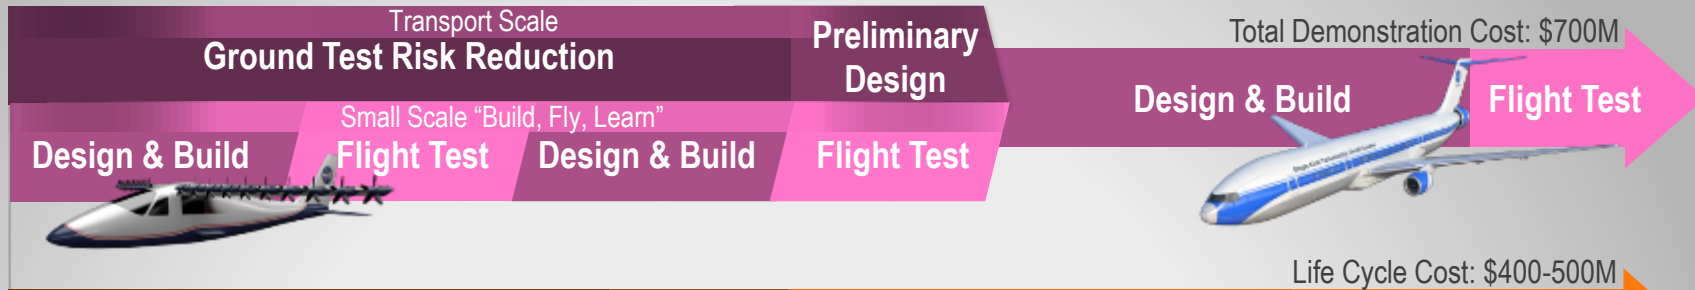 Transport Scale
Ground Test Risk Reduction
Preliminary
Design
Small Scale “Build, Fly, Learn”
Design & Build
Flight Test
Design & Build
Flight Test
Total Demonstration Cost: $700M
Design & Build
Flight Test
Life Cycle Cost: $400-500M